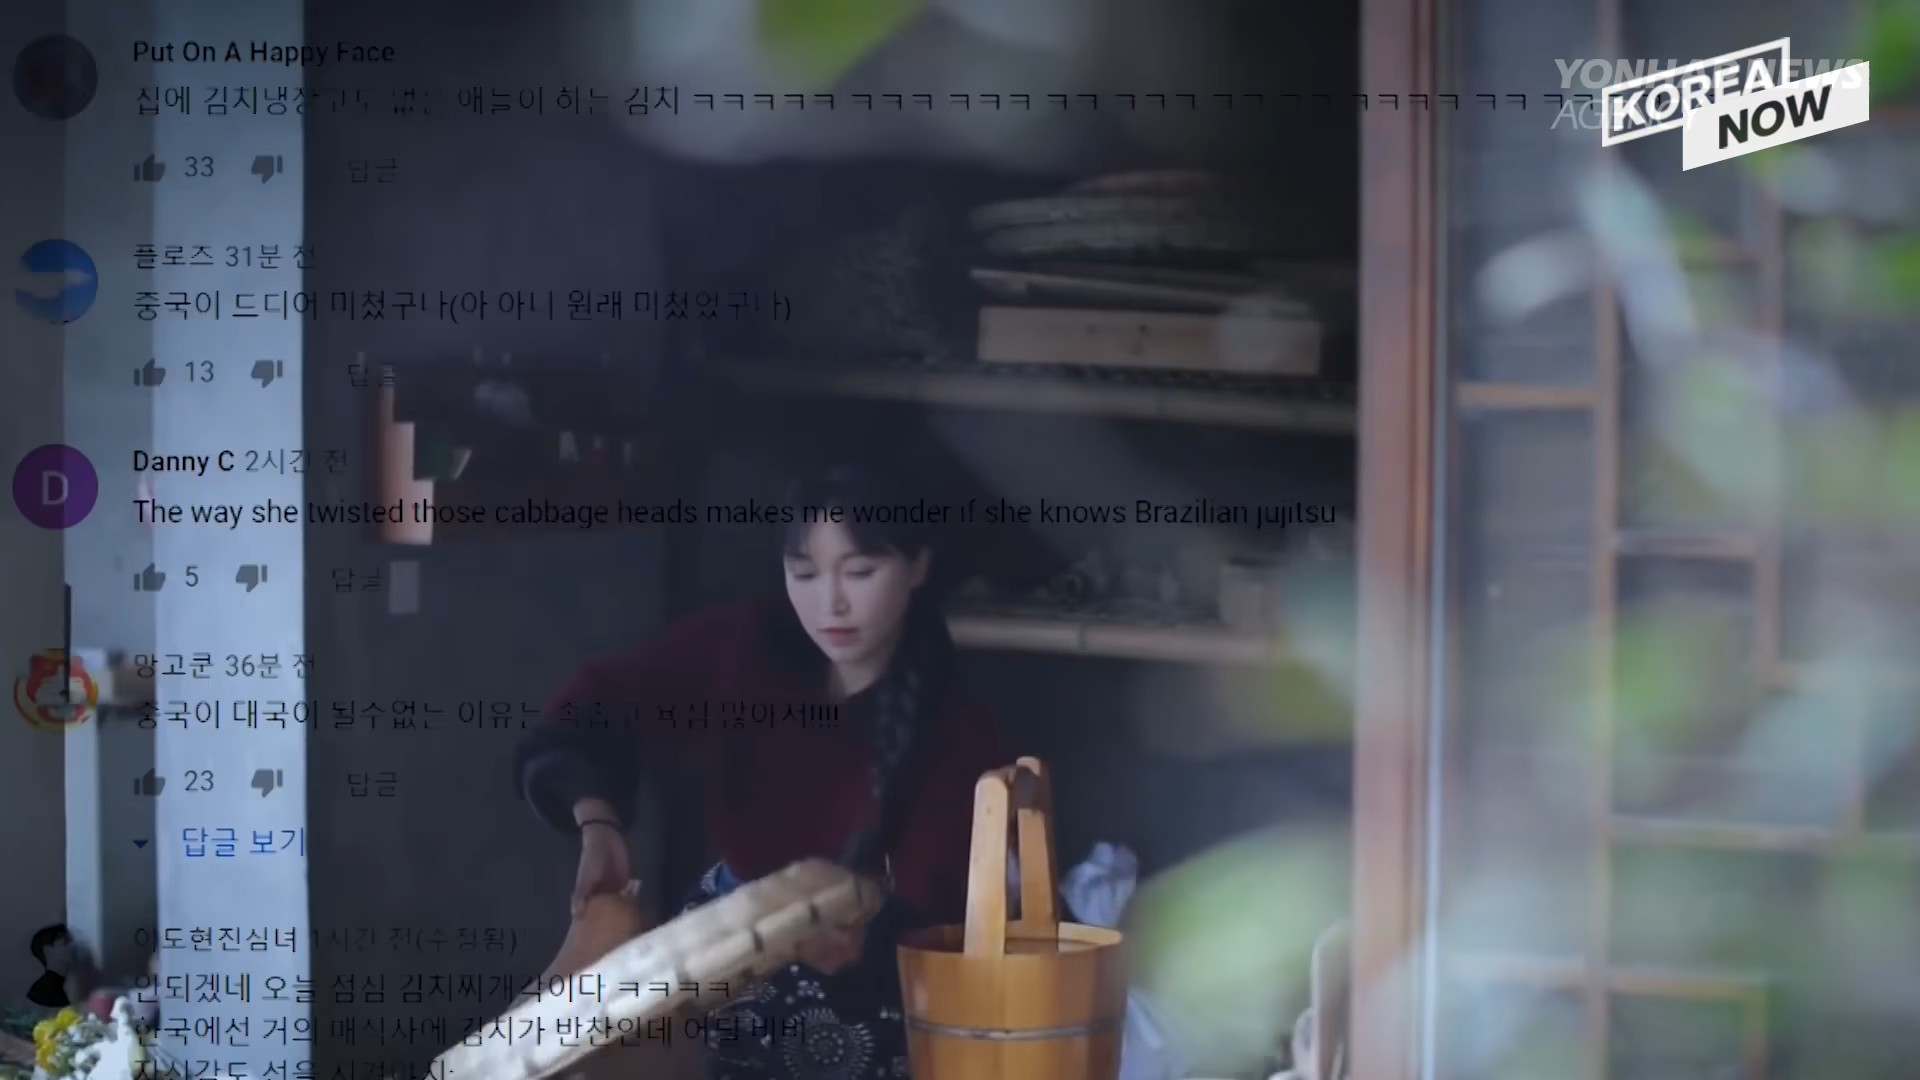 Put On A Happy Face
집에 김치냉장고도 없는 애들이 하는 김치 ㅋㅋㅋㅋㅋ ㅋㅋㅋ ㅋㅋㅋ ㅋㅋ ㅋㅋㅋ ㅋㅋ ㅋㅋ ㅋㅋㅋㅋ ㅋㅋ
YONHAP NEWS
AGENCY
KOREA
NOW
33 답글
플로즈 31분 전
중국이 드디어 미쳤구나(아 아니 원래 미쳤었구나)
13 답글
D
Danny C 2시간 전
The way she twisted those cabbage heads makes me wonder if she knows Brazilian jujitsu
5 답글
망고쿤 36분 전
중국이 대국이 될수없는 이유는 속좁고 욕심 많아서!!!!
23 답글
답글 보기
이도현진심녀 1시간 전(수정됨)
안되겠네 오늘 점심 김치찌개각이다 ㅋㅋㅋㅋ
한국에선 거의 매식사에 김치가 반찬인데 어딜 비벼